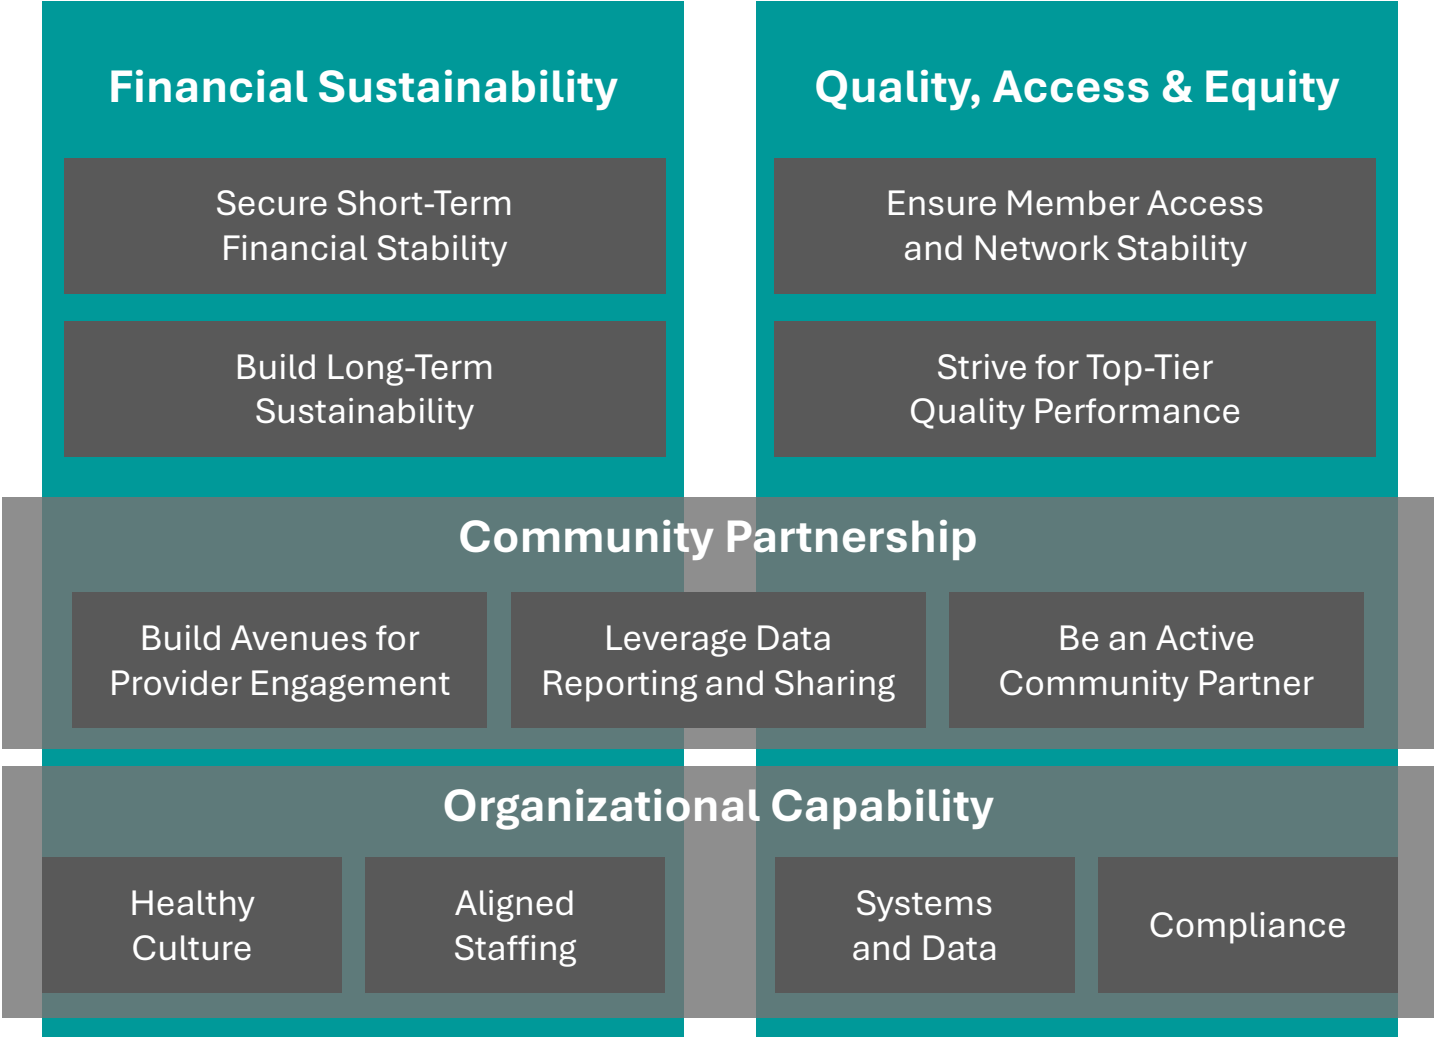 Financial Sustainability
Secure Short-Term
Financial Stability
Build Long-Term
Sustainability
Quality, Access & Equity
Ensure Member Access
and Network Stability
Strive for Top-Tier
Quality Performance
Community Partnership
Build Avenues for
Provider Engagement
Leverage Data
Reporting and Sharing
Be an Active
Community Partner
Organizational Capability
Healthy
Culture
Aligned
Staffing
Systems
and Data
Compliance